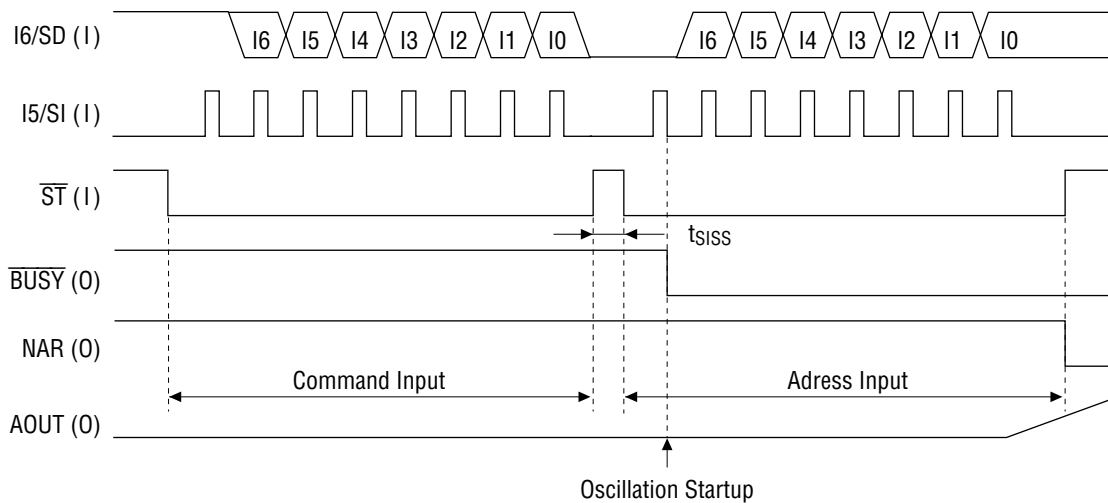 I6/SD (I) I6 I5 I4 I3 I2 I1 I0 I6 I5 I4 I3 I2 I1 I0
I5/SI (I)
ST (I)
tSISS
BUSY (O)
NAR (O)
Command Input Adress Input
AOUT (O)
Oscillation Startup